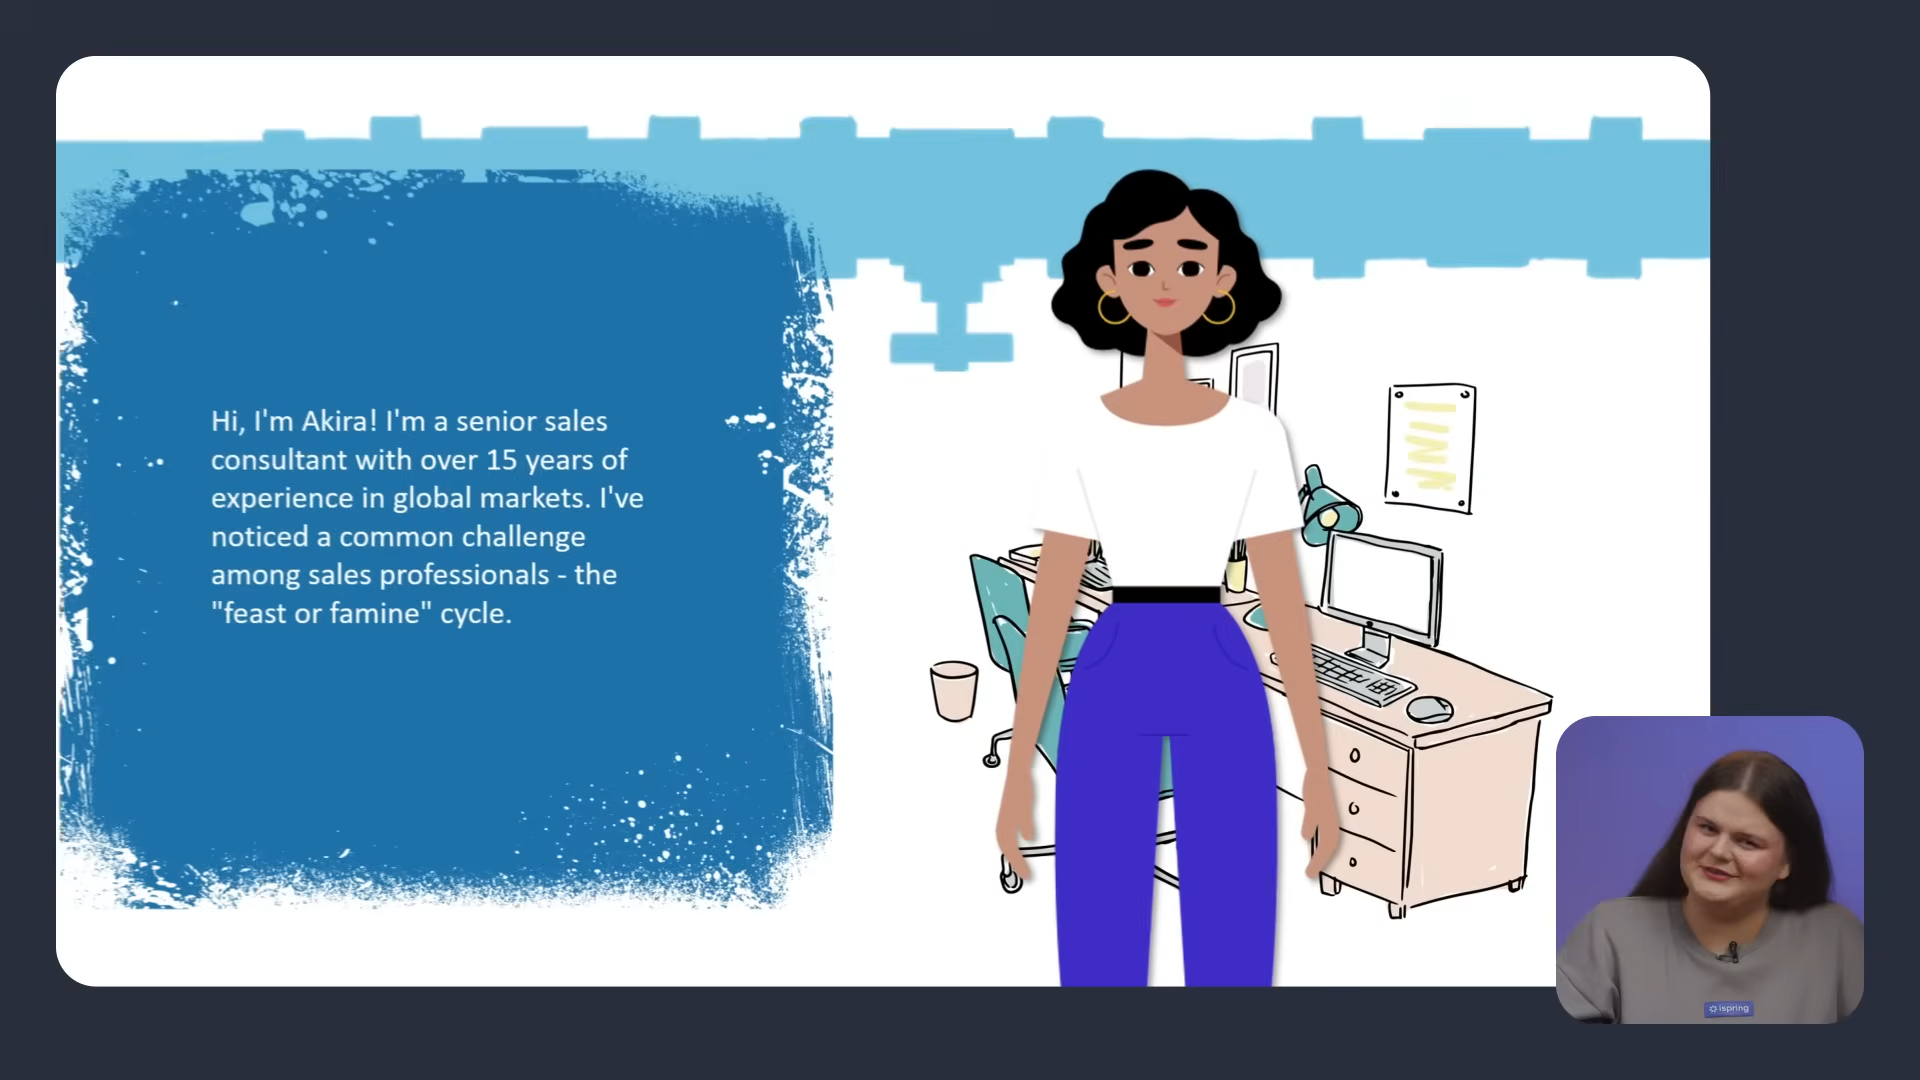 Hi, I'm Akira! I'm a senior sales
consultant with over 15 years of
experience in global markets. I've
noticed a common challenge
among sales professionals - the
"feast or famine" cycle.
ispring